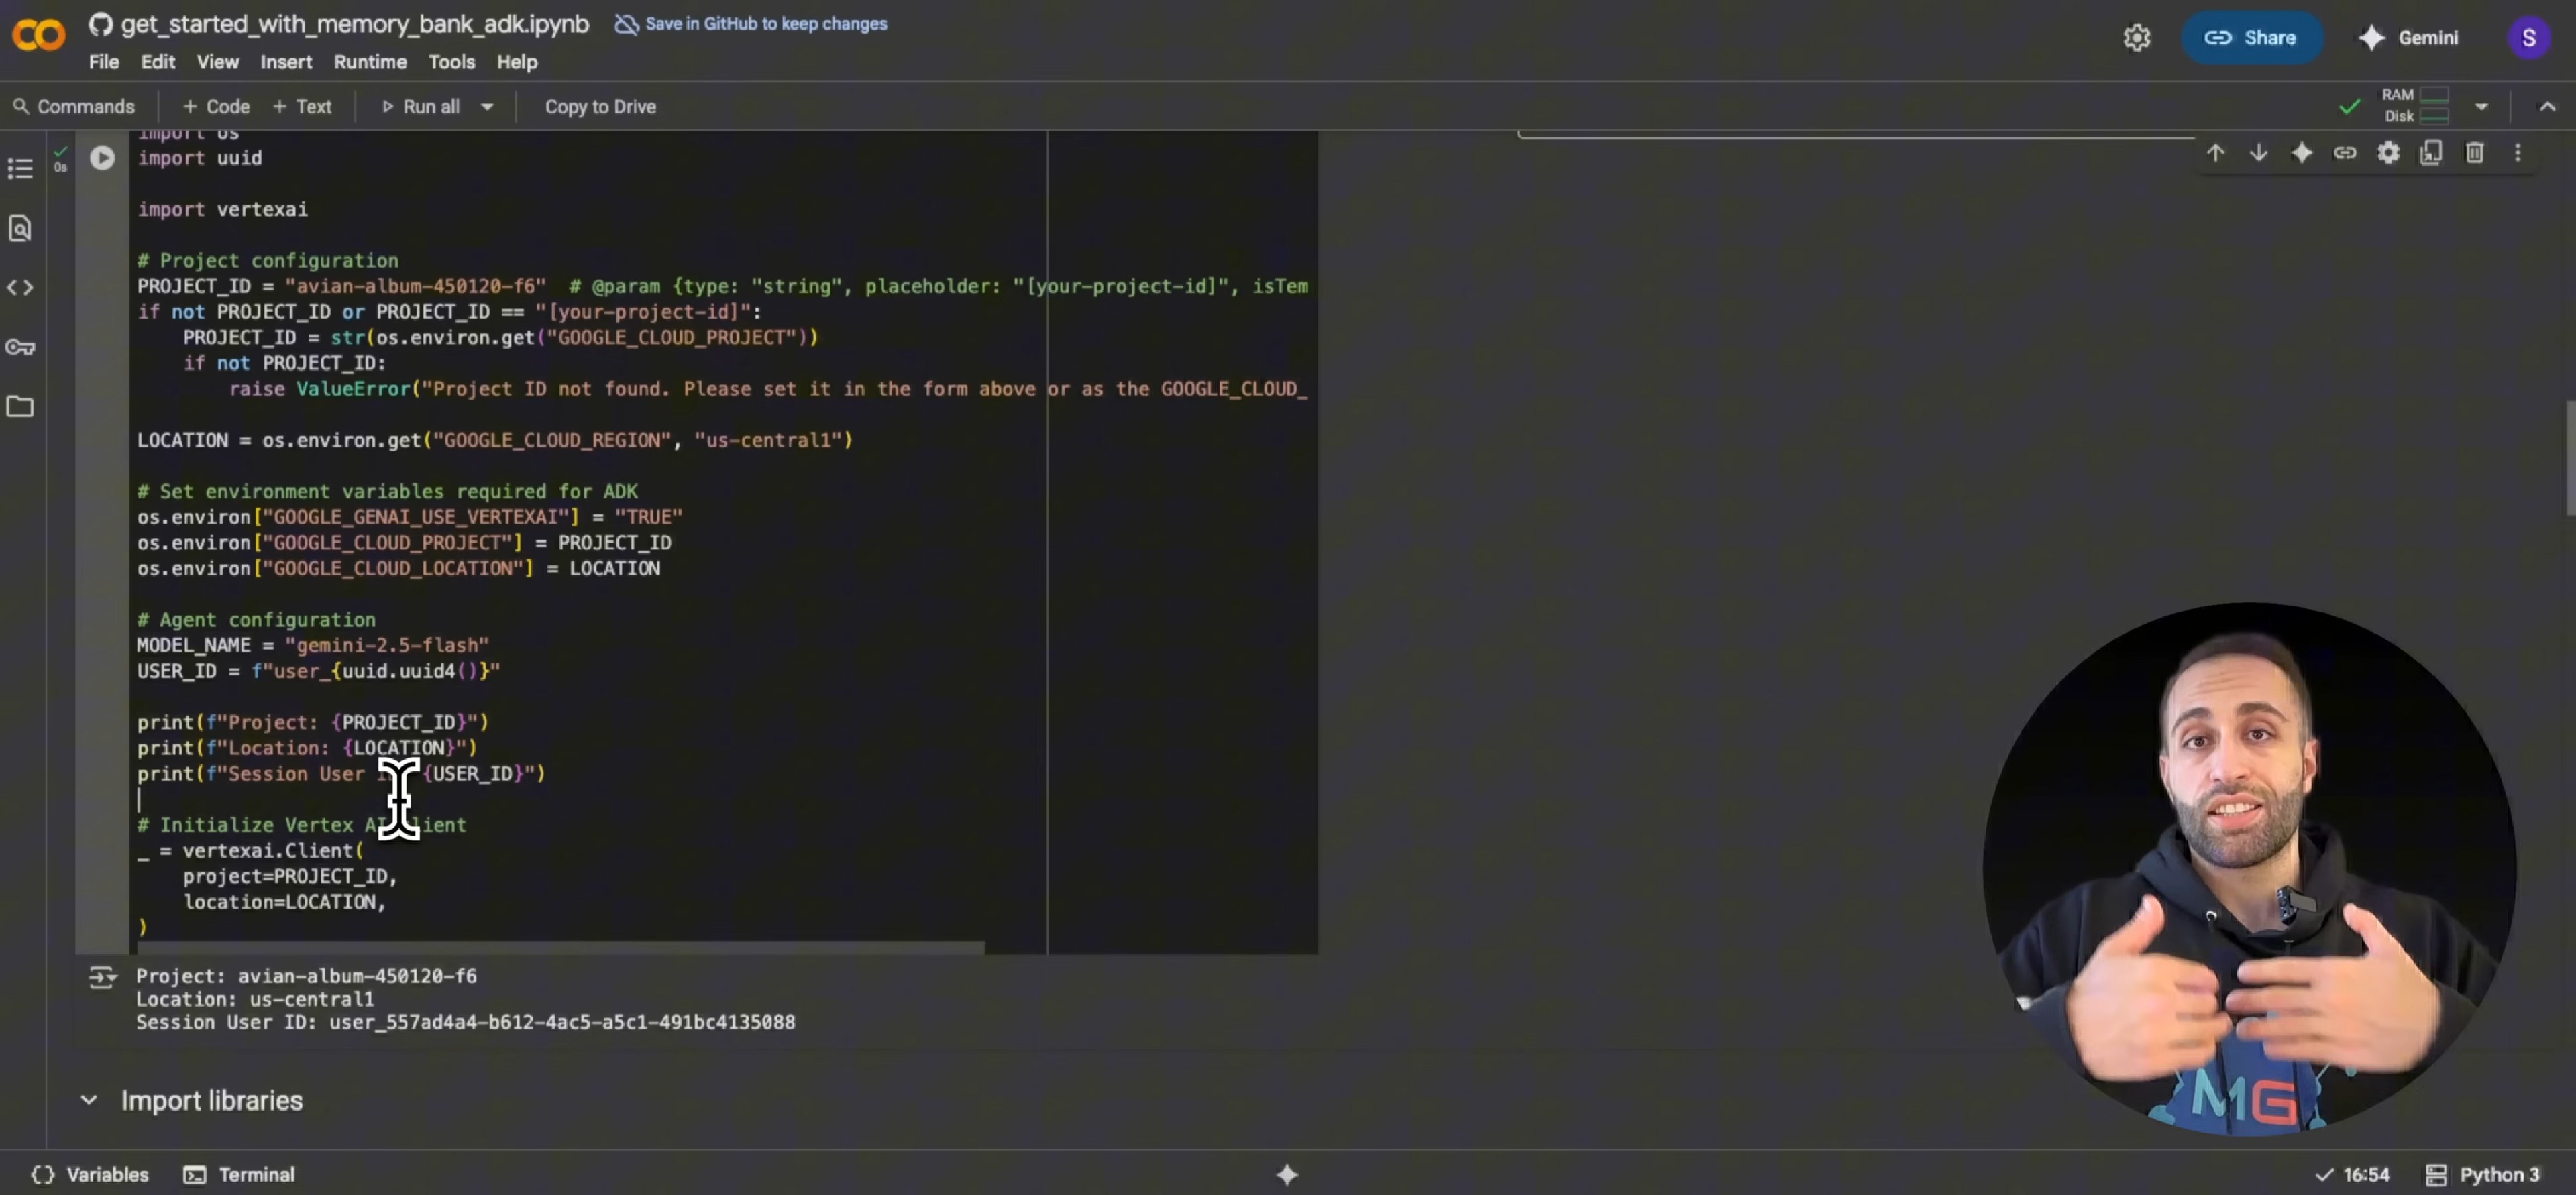 get_started_with_memory_bank_adk.ipynb
Save in GitHub to keep changes
Share
Gemini
S
File Edit View Insert Runtime Tools Help
Commands + Code + Text Run all Copy to Drive
RAM
Disk
0s
import os
import uuid
import vertexai
# Project configuration
PROJECT_ID = "avian-album-450120-f6"  # @param {type: "string", placeholder: "[your-project-id]", isTem
if not PROJECT_ID or PROJECT_ID == "[your-project-id]":
    PROJECT_ID = str(os.environ.get("GOOGLE_CLOUD_PROJECT"))
    if not PROJECT_ID:
        raise ValueError("Project ID not found. Please set it in the form above or as the GOOGLE_CLOUD_
LOCATION = os.environ.get("GOOGLE_CLOUD_REGION", "us-central1")
# Set environment variables required for ADK
os.environ["GOOGLE_GENAI_USE_VERTEXAI"] = "TRUE"
os.environ["GOOGLE_CLOUD_PROJECT"] = PROJECT_ID
os.environ["GOOGLE_CLOUD_LOCATION"] = LOCATION
# Agent configuration
MODEL_NAME = "gemini-2.5-flash"
USER_ID = f"user_{uuid.uuid4()}"
print(f"Project: {PROJECT_ID}")
print(f"Location: {LOCATION}")
print(f"Session User {USER_ID}")
# Initialize Vertex AI Client
_ = vertexai.Client(
    project=PROJECT_ID,
    location=LOCATION,
)
Project: avian-album-450120-f6
Location: us-central1
Session User ID: user_557ad4a4-b612-4ac5-a5c1-491bc4135088
MG
Import libraries
Variables Terminal 16:54 Python 3